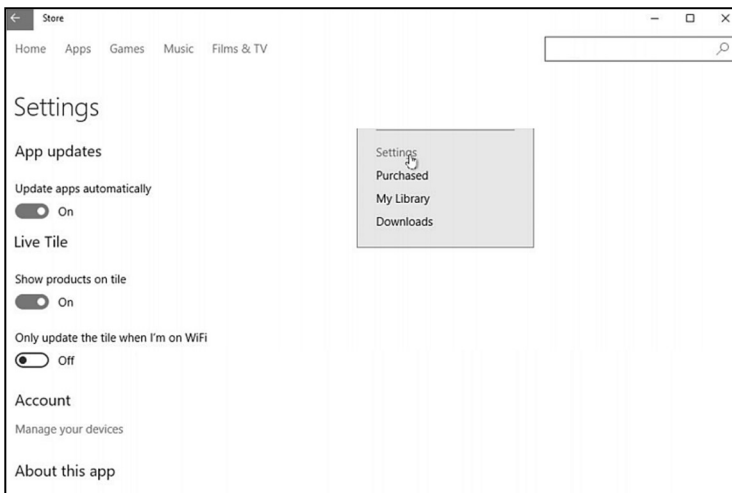 Store
Home Apps Games Music Films & TV
Settings
App updates
Update apps automatically
On
Live Tile
Show products on tile
On
Only update the tile when I'm on WiFi
Off
Account
Manage your devices
About this app
Settings
Purchased
My Library
Downloads